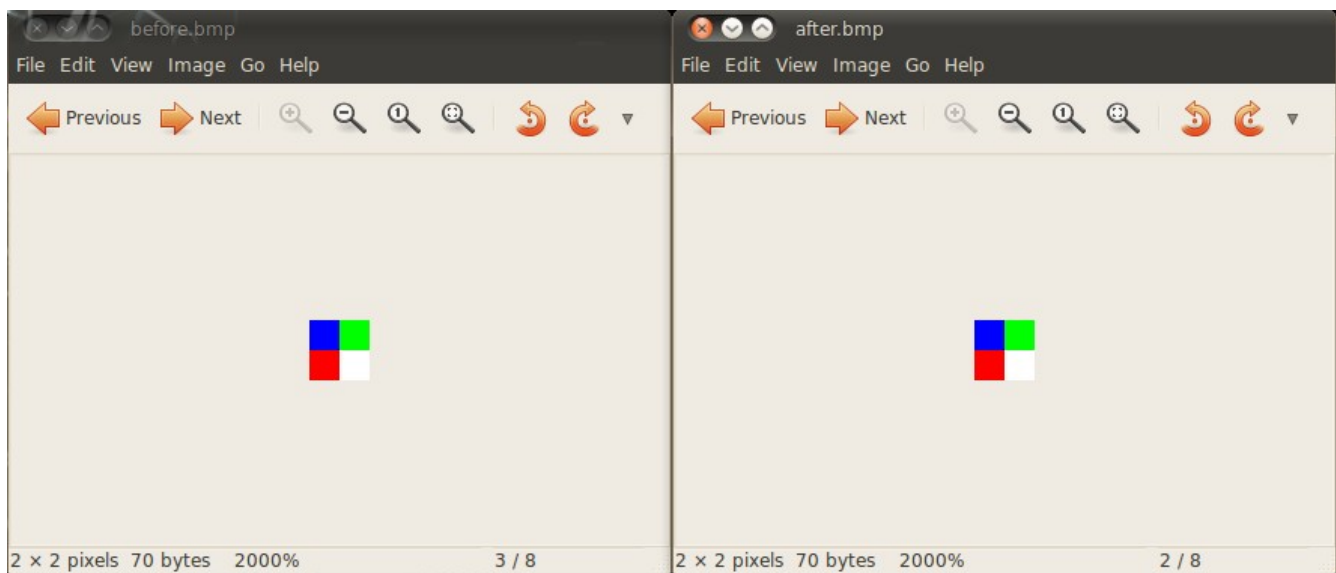 before.bmp
File Edit View Image Go Help
Previous Next
2 × 2 pixels 70 bytes 2000% 3 / 8
after.bmp
File Edit View Image Go Help
Previous Next
2 × 2 pixels 70 bytes 2000% 2 / 8